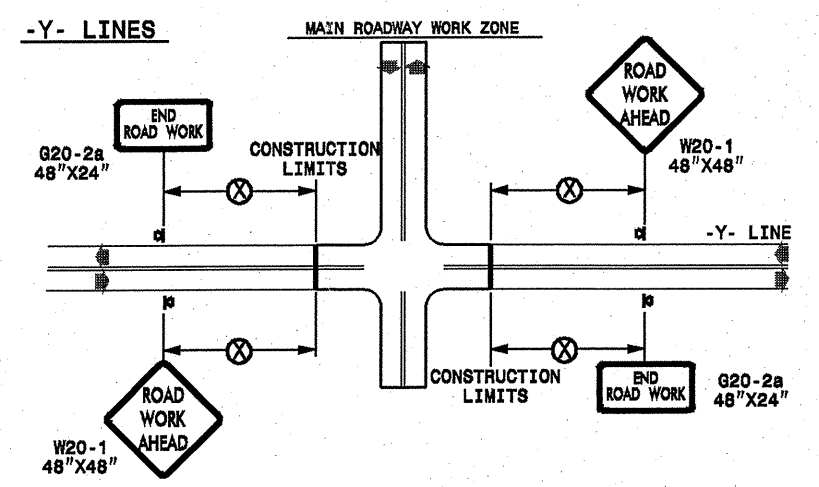 -Y- LINES
MAIN ROADWAY WORK ZONE
END
ROAD WORK
G20-2a
48"X24"
CONSTRUCTION
LIMITS
X
ROAD
WORK
AHEAD
W20-1
48"X48"
X
-Y- LINE
X
ROAD
WORK
AHEAD
W20-1
48"X48"
X
CONSTRUCTION
LIMITS
END
ROAD WORK
G20-2a
48"X24"